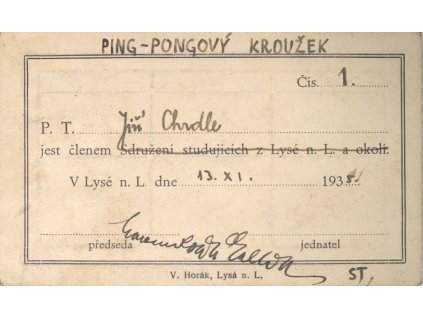 PING-PONGOVÝ KROUŽEK
Čís. 1.
P. T. Jiří Chrdle
jest členem Sdružení studujících z Lysé n. L. a okolí.
V Lysé n. L. dne 13. XI. 193
předseda jednatel
V. Horák, Lysá n. L.
ST,